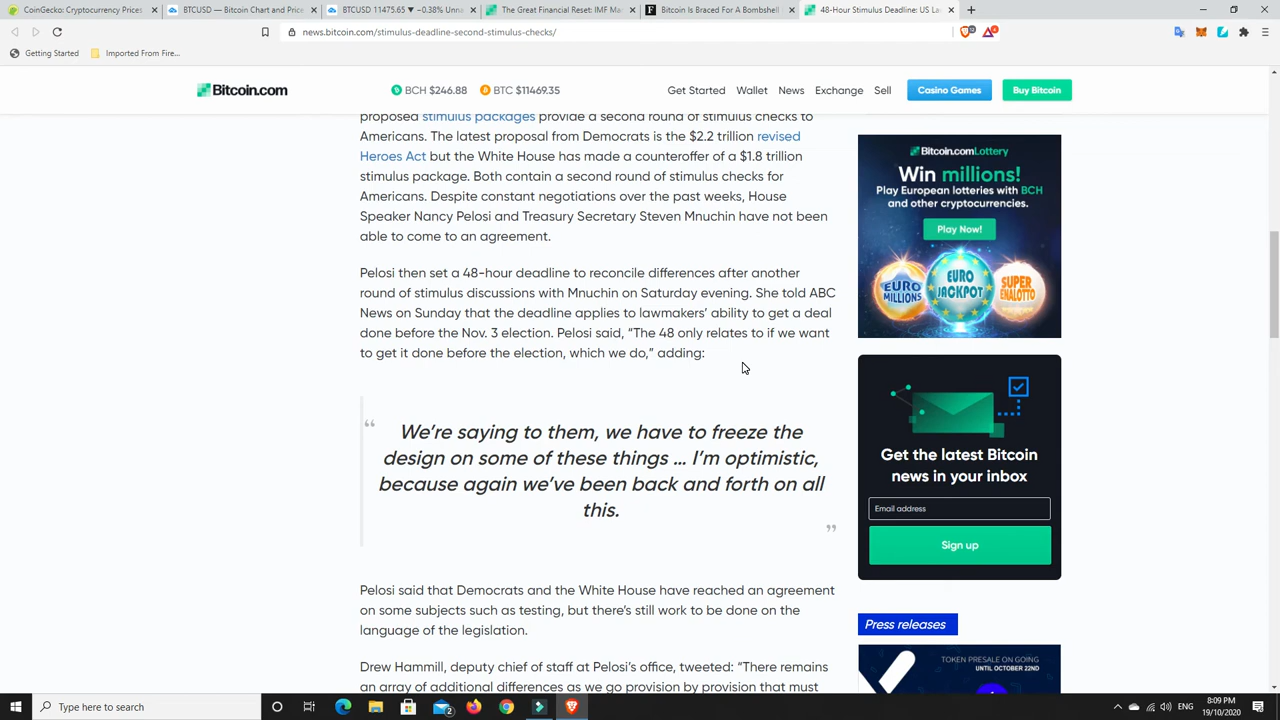 CoinGecko: Cryptocurrency Prices
BTCUSD — Bitcoin Chart and Price
BTCUSD 11475.65 ▼ −0.38% Unna
The Great Financial Reset: IMF Ma
Bitcoin Is Braced For A Bombshell
48-Hour Stimulus Deadline: US La
news.bitcoin.com/stimulus-deadline-second-stimulus-checks/
Getting Started
Imported From Fire...
Bitcoin.com
BCH $246.88
BTC $11469.35
Get Started
Wallet
News
Exchange
Sell
Casino Games
Buy Bitcoin
proposed stimulus packages provide a second round of stimulus checks to
Americans. The latest proposal from Democrats is the $2.2 trillion revised
Heroes Act but the White House has made a counteroffer of a $1.8 trillion
stimulus package. Both contain a second round of stimulus checks for
Americans. Despite constant negotiations over the past weeks, House
Speaker Nancy Pelosi and Treasury Secretary Steven Mnuchin have not been
able to come to an agreement.
Pelosi then set a 48-hour deadline to reconcile differences after another
round of stimulus discussions with Mnuchin on Saturday evening. She told ABC
News on Sunday that the deadline applies to lawmakers’ ability to get a deal
done before the Nov. 3 election. Pelosi said, “The 48 only relates to if we want
to get it done before the election, which we do,” adding:
“
We’re saying to them, we have to freeze the
design on some of these things … I’m optimistic,
because again we’ve been back and forth on all
this.
”
Pelosi said that Democrats and the White House have reached an agreement
on some subjects such as testing, but there’s still work to be done on the
language of the legislation.
Drew Hammill, deputy chief of staff at Pelosi’s office, tweeted: “There remains
an array of additional differences as we go provision by provision that must
Bitcoin.com Lottery
Win millions!
Play European lotteries with BCH
and other cryptocurrencies.
Play Now!
EURO
MILLIONS
EURO
JACKPOT
SUPER
ENALOTTO
Get the latest Bitcoin
news in your inbox
Email address
Sign up
Press releases
TOKEN PRESALE ON GOING
UNTIL OCTOBER 22ND
Type here to search
ENG
8:09 PM
19/10/2020